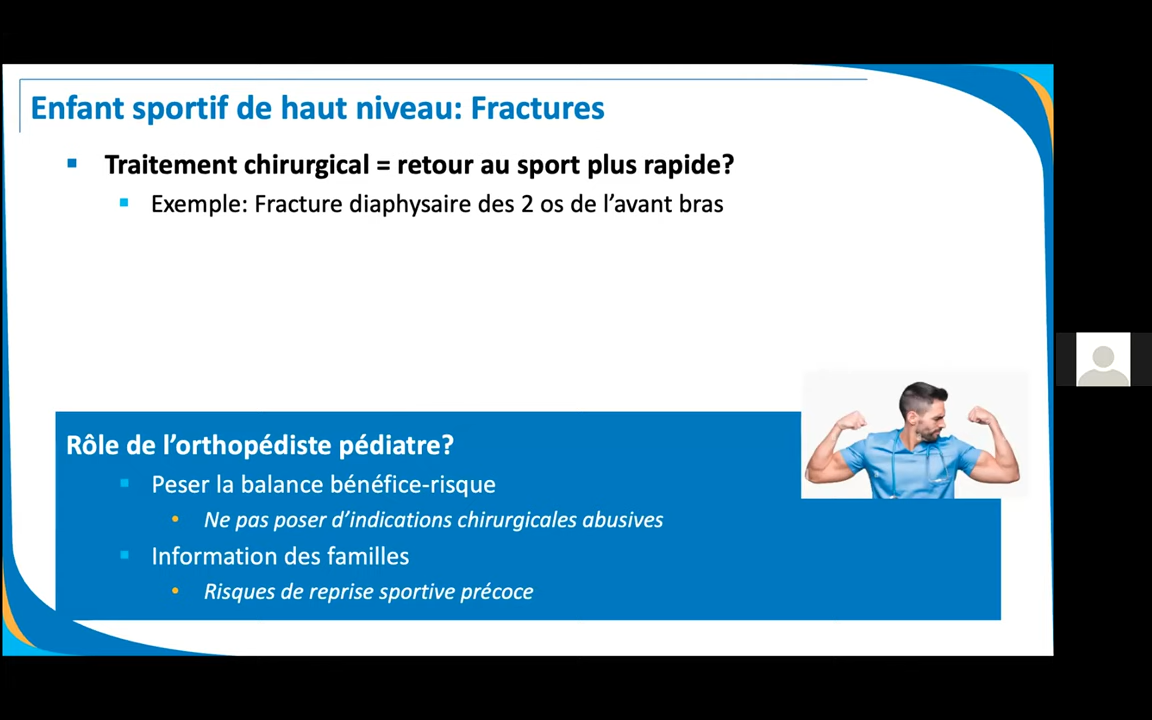 Enfant sportif de haut niveau: Fractures
Traitement chirurgical = retour au sport plus rapide?
Exemple: Fracture diaphysaire des 2 os de l’avant bras
Rôle de l’orthopédiste pédiatre?
Peser la balance bénéfice-risque
Ne pas poser d’indications chirurgicales abusives
Information des familles
Risques de reprise sportive précoce